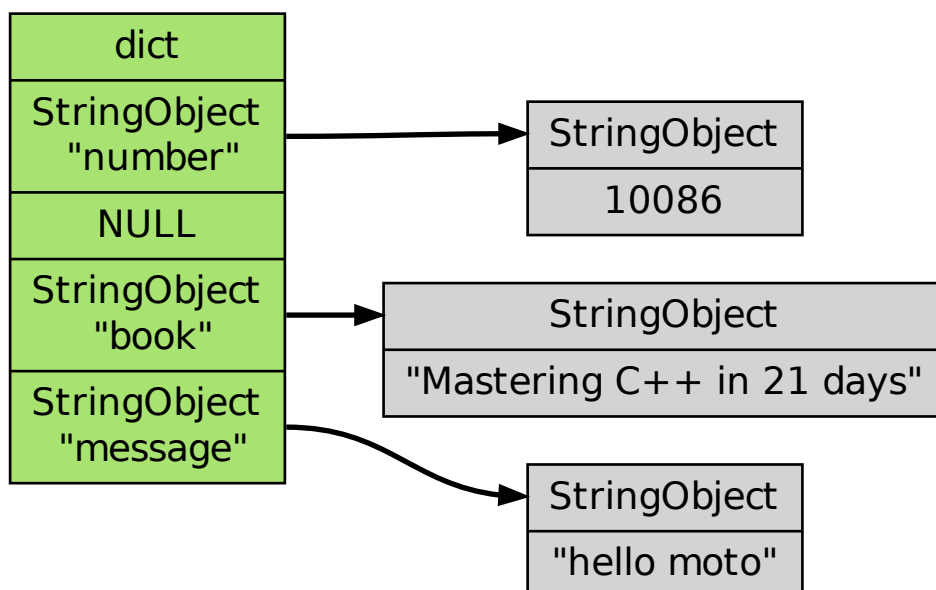 dict
StringObject
"number"
NULL
StringObject
"book"
StringObject
"message"
StringObject
10086
StringObject
"Mastering C++ in 21 days"
StringObject
"hello moto"